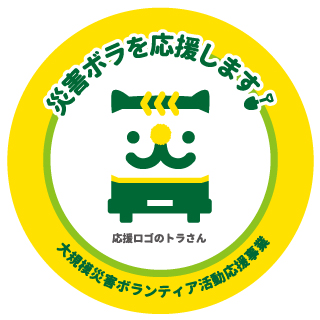 災害ボラを応援します!
応援ロゴのトラさん
大規模災害ボランティア活動応援事業